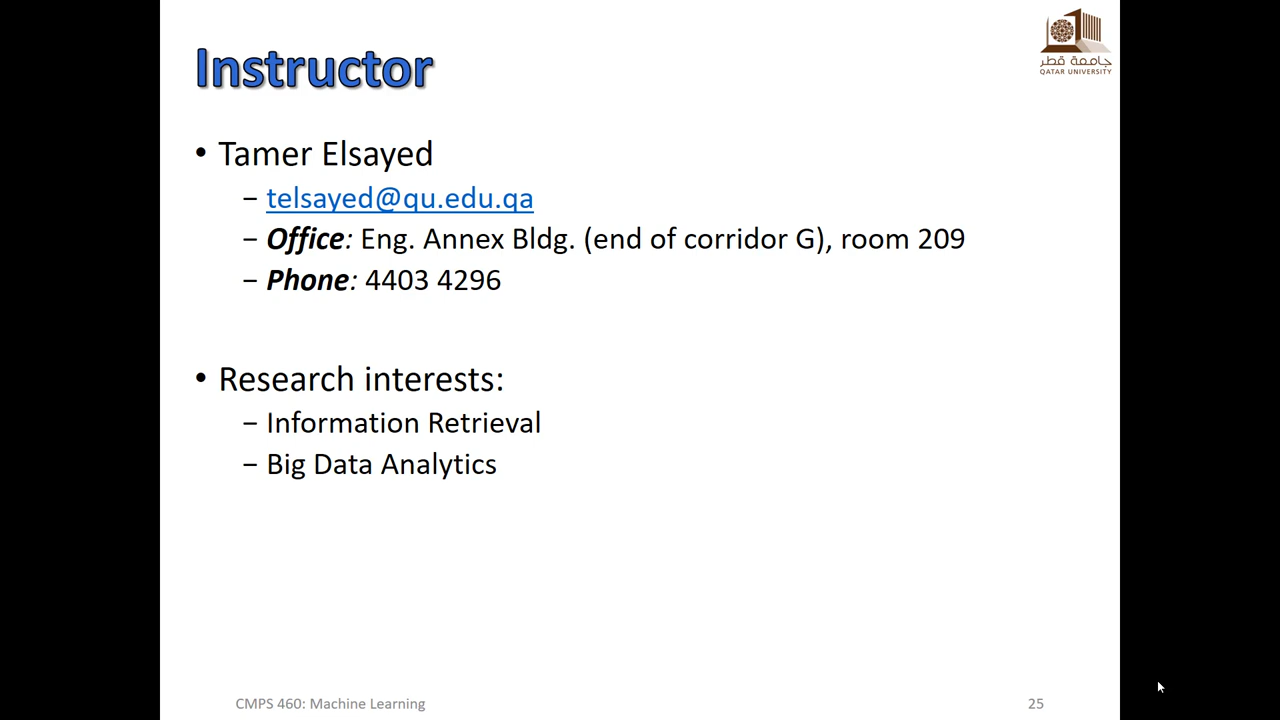 Instructor
جامعة قطر
QATAR UNIVERSITY
• Tamer Elsayed
– telsayed@qu.edu.qa
– Office: Eng. Annex Bldg. (end of corridor G), room 209
– Phone: 4403 4296
• Research interests:
– Information Retrieval
– Big Data Analytics
CMPS 460: Machine Learning
25